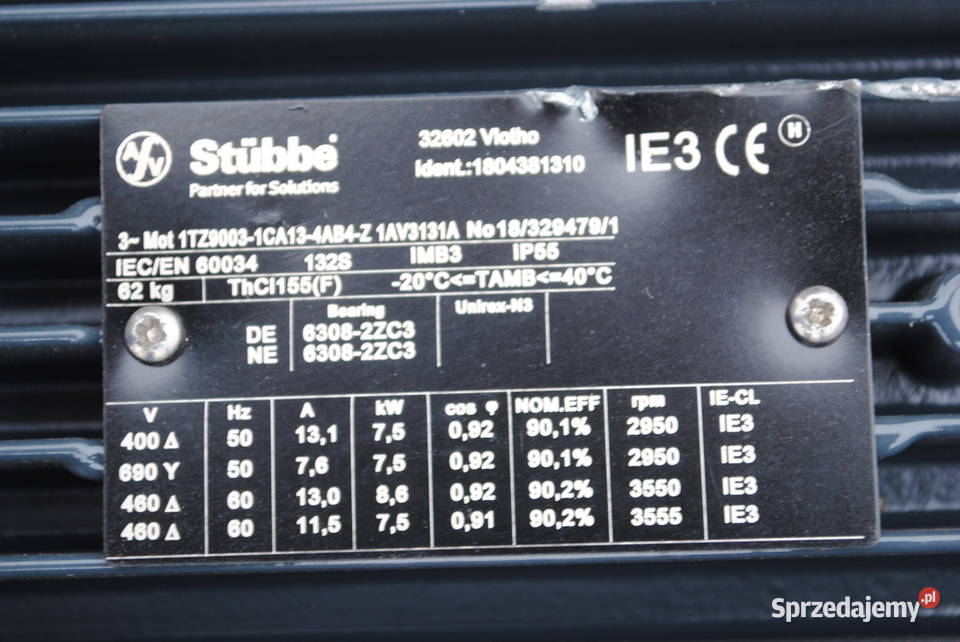 ASV Stübbe®
Partner for Solutions
32602 Vlotho
Ident.:1804381310
IE3 CE H
3~ Mot 1TZ9003-1CA13-4AB4-Z 1AV3131A No18/329479/1
IEC/EN 60034 132S IMB3 IP55
62 kg ThCl155(F) -20°C<=TAMB<=40°C
Bearing Unirex-N3
DE 6308-2ZC3
NE 6308-2ZC3
V Hz A kW cos φ NOM.EFF rpm IE-CL
400 Δ 50 13,1 7,5 0,92 90,1% 2950 IE3
690 Y 50 7,6 7,5 0,92 90,1% 2950 IE3
460 Δ 60 13,0 8,6 0,92 90,2% 3550 IE3
460 Δ 60 11,5 7,5 0,91 90,2% 3555 IE3
Sprzedajemy.pl